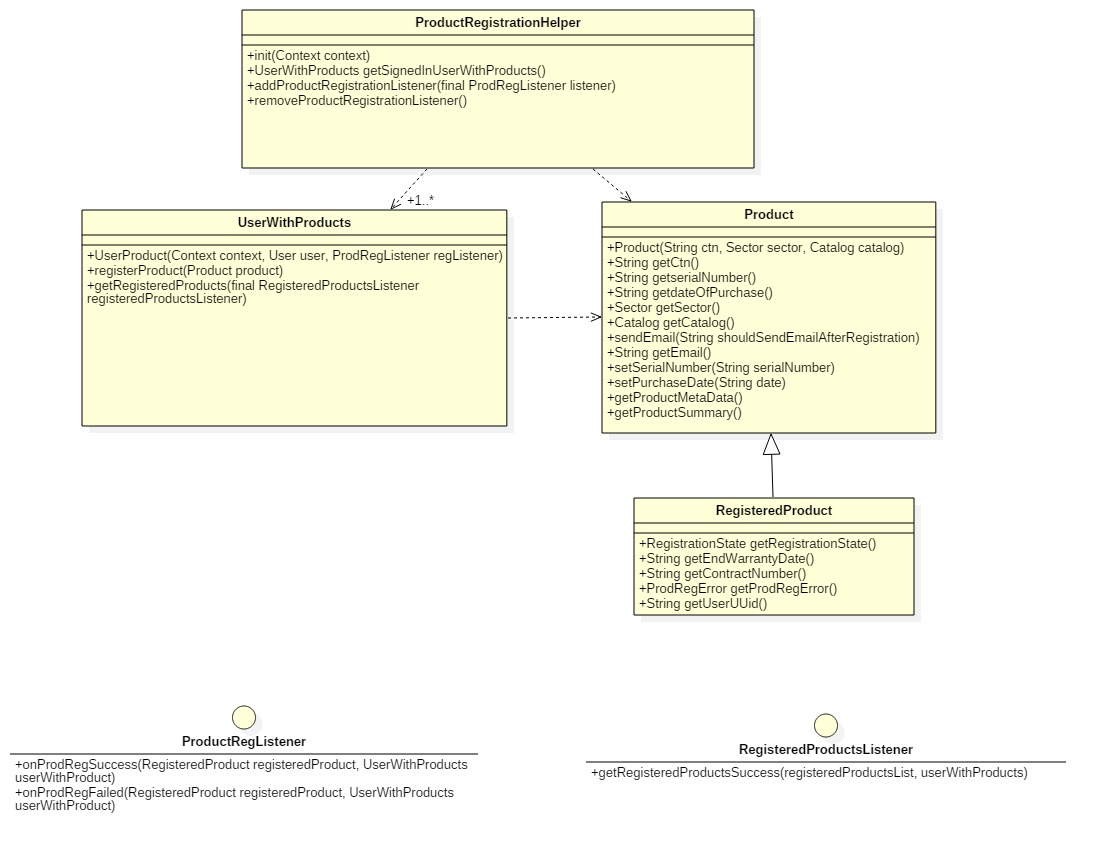 ProductRegistrationHelper
+init(Context context)
+UserWithProducts getSignedInUserWithProducts()
+addProductRegistrationListener(final ProdRegListener listener)
+removeProductRegistrationListener()
+1..*
UserWithProducts
+UserProduct(Context context, User user, ProdRegListener regListener)
+registerProduct(Product product)
+getRegisteredProducts(final RegisteredProductsListener
registeredProductsListener)
Product
+Product(String ctn, Sector sector, Catalog catalog)
+String getCtn()
+String getserialNumber()
+String getdateOfPurchase()
+Sector getSector()
+Catalog getCatalog()
+sendEmail(String shouldSendEmailAfterRegistration)
+String getEmail()
+setSerialNumber(String serialNumber)
+setPurchaseDate(String date)
+getProductMetaData()
+getProductSummary()
RegisteredProduct
+RegistrationState getRegistrationState()
+String getEndWarrantyDate()
+String getContractNumber()
+ProdRegError getProdRegError()
+String getUserUUid()
ProductRegListener
+onProdRegSuccess(RegisteredProduct registeredProduct, UserWithProducts
userWithProduct)
+onProdRegFailed(RegisteredProduct registeredProduct, UserWithProducts
userWithProduct)
RegisteredProductsListener
+getRegisteredProductsSuccess(registeredProductsList, userWithProducts)